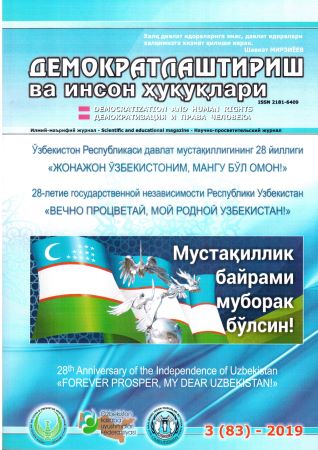 Халқ давлат идораларига эмас, давлат идоралари
халқимизга хизмат қилиши керак.
Шавкат МИРЗИЁЕВ
ДЕМОКРАТЛАШТИРИШ
ва инсон ҳуқуқлари
ISSN 2181-6409
DEMOCRATIZATION AND HUMAN RIGHTS
ДЕМОКРАТИЗАЦИЯ И ПРАВА ЧЕЛОВЕКА
Илмий-маърифий журнал - Scientific and educational magazine - Научно-просветительский журнал
Ўзбекистон Республикаси давлат мустақиллигининг 28 йиллиги
«ЖОНАЖОН ЎЗБЕКИСТОНИМ, МАНГУ БЎЛ ОМОН!»
28-летие государственной независимости Республики Узбекистан
«ВЕЧНО ПРОЦВЕТАЙ, МОЙ РОДНОЙ УЗБЕКИСТАН!»
Мустақиллик
байрами
муборак
бўлсин!
28th Anniversary of the Independence of Uzbekistan
«FOREVER PROSPER, MY DEAR UZBEKISTAN!»
O'zbekiston
kasaba
uyushmalari
Federatsiyasi
3 (83) - 2019